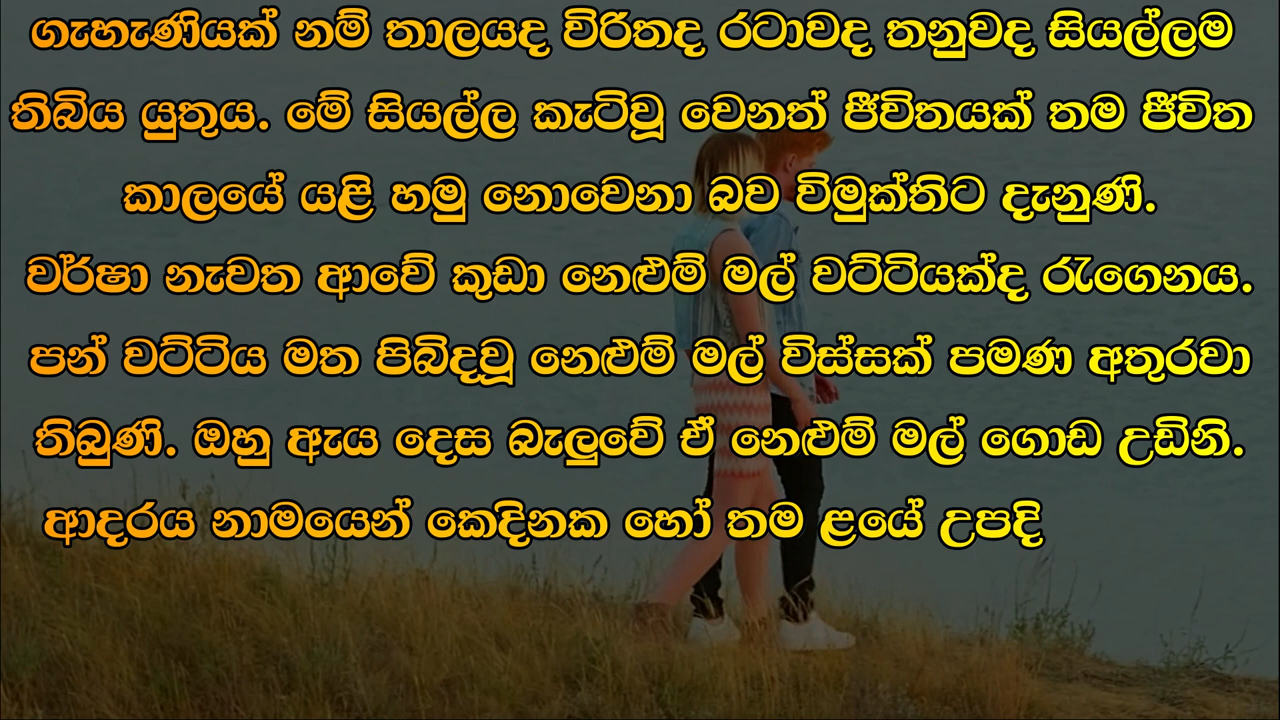 ගැහැණියක් නම් තාලයද විරිතද රටාවද තනුවද සියල්ලම
තිබිය යුතුය. මේ සියල්ල කැටිවූ වෙනත් ජීවිතයක් තම ජීවිත
කාලයේ යළි හමු නොවෙනා බව විමුක්තිට දැනුණි.
වර්ෂා නැවත ආවේ කුඩා නෙළුම් මල් වට්ටියක්ද රැගෙනය.
පන් වට්ටිය මත පිබිදවූ නෙළුම් මල් විස්සක් පමණ අතුරවා
තිබුණි. ඔහු ඇය දෙස බැලුවේ ඒ නෙළුම් මල් ගොඩ උඩිනි.
ආදරය නාමයෙන් කෙදිනක හෝ තම ළයේ උපදි